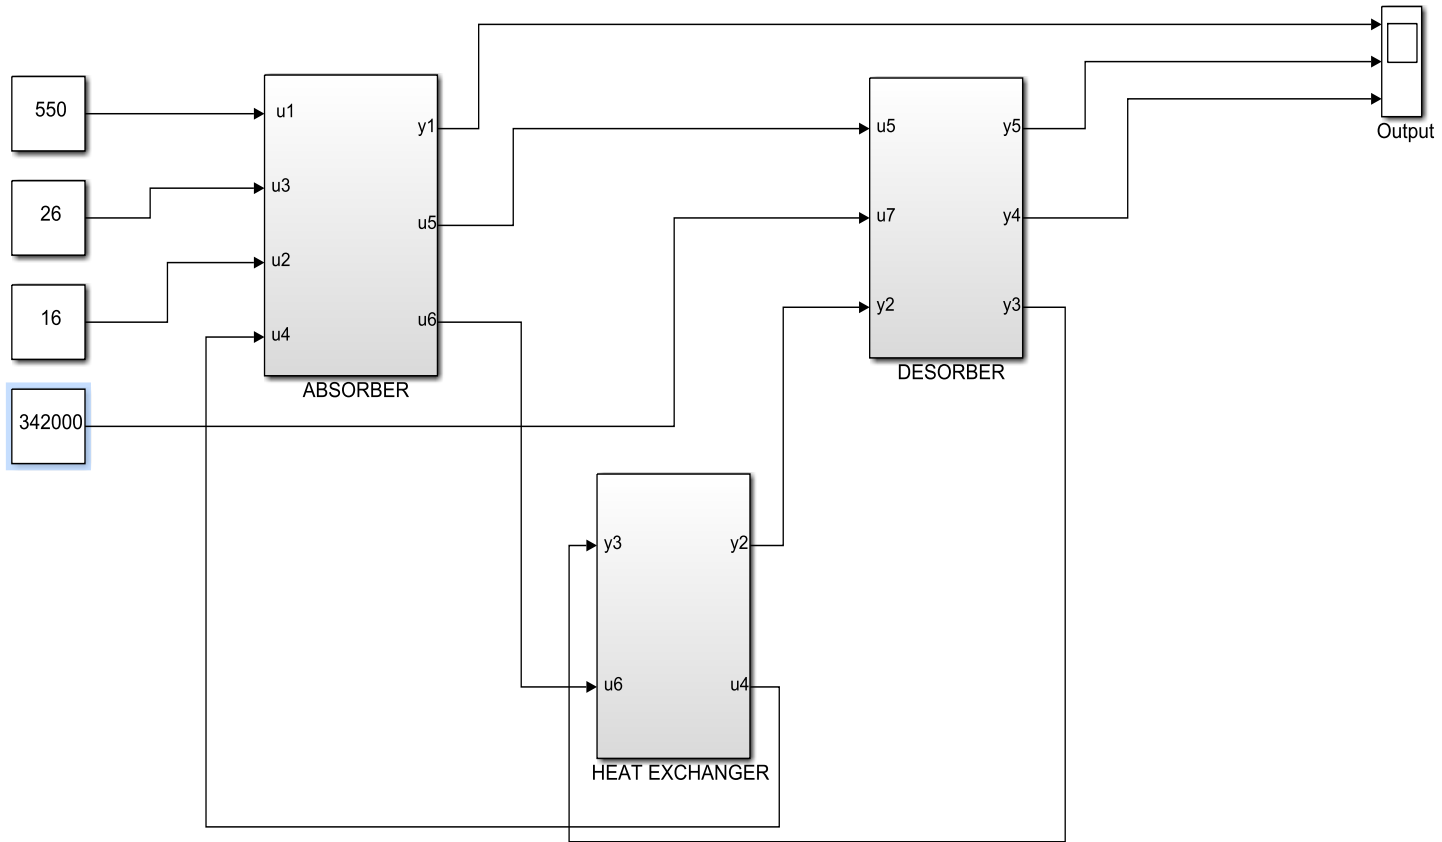 550
26
16
342000
u1
u3
u2
u4
y1
u5
u6
ABSORBER
u5
u7
y2
y5
y4
y3
DESORBER
Output
y3
u6
y2
u4
HEAT EXCHANGER